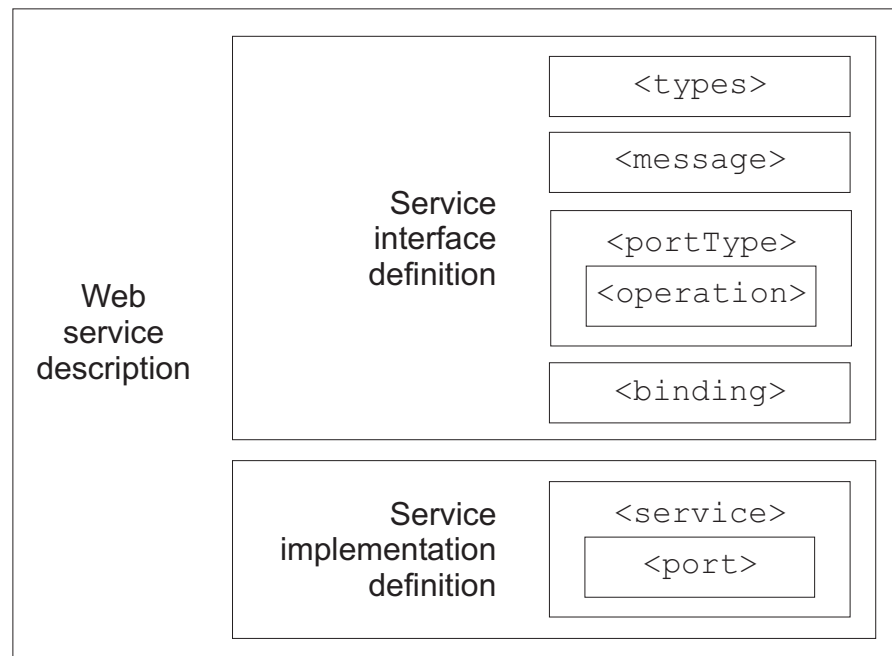 Web
service
description
Service
interface
definition
<types>
<message>
<portType>
<operation>
<binding>
Service
implementation
definition
<service>
<port>